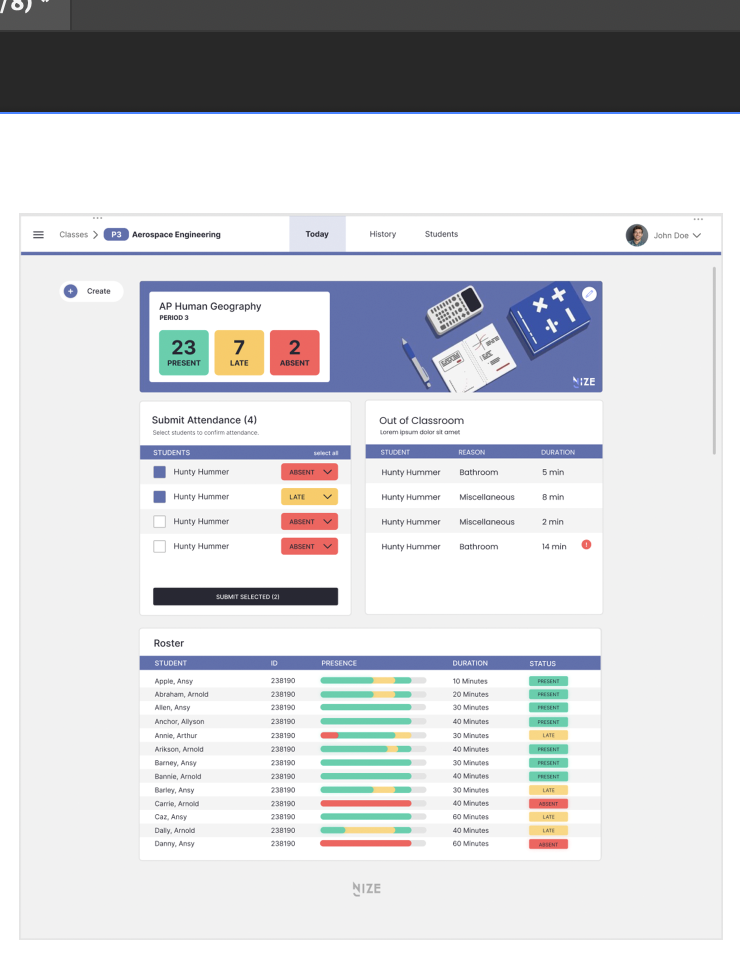 /8) *
Classes > P3 Aerospace Engineering Today History Students John Doe
+ Create
AP Human Geography
PERIOD 3
23 7 2
PRESENT LATE ABSENT
NIZE
Submit Attendance (4)
Select students to confirm attendance.
STUDENTS select all
Hunty Hummer ABSENT
Hunty Hummer LATE
Hunty Hummer ABSENT
Hunty Hummer ABSENT
SUBMIT SELECTED (2)
Out of Classroom
Lorem ipsum dolor sit amet
STUDENT REASON DURATION
Hunty Hummer Bathroom 5 min
Hunty Hummer Miscellaneous 8 min
Hunty Hummer Miscellaneous 2 min
Hunty Hummer Bathroom 14 min !
Roster
STUDENT ID PRESENCE DURATION STATUS
Apple, Ansy 238190 10 Minutes PRESENT
Abraham, Arnold 238190 20 Minutes PRESENT
Allen, Ansy 238190 30 Minutes PRESENT
Anchor, Allyson 238190 40 Minutes PRESENT
Annie, Arthur 238190 30 Minutes LATE
Arikson, Arnold 238190 40 Minutes PRESENT
Barney, Ansy 238190 30 Minutes PRESENT
Bannie, Arnold 238190 40 Minutes PRESENT
Barley, Ansy 238190 30 Minutes LATE
Carrie, Arnold 238190 40 Minutes ABSENT
Caz, Ansy 238190 60 Minutes LATE
Dally, Arnold 238190 40 Minutes LATE
Danny, Ansy 238190 60 Minutes ABSENT
NIZE